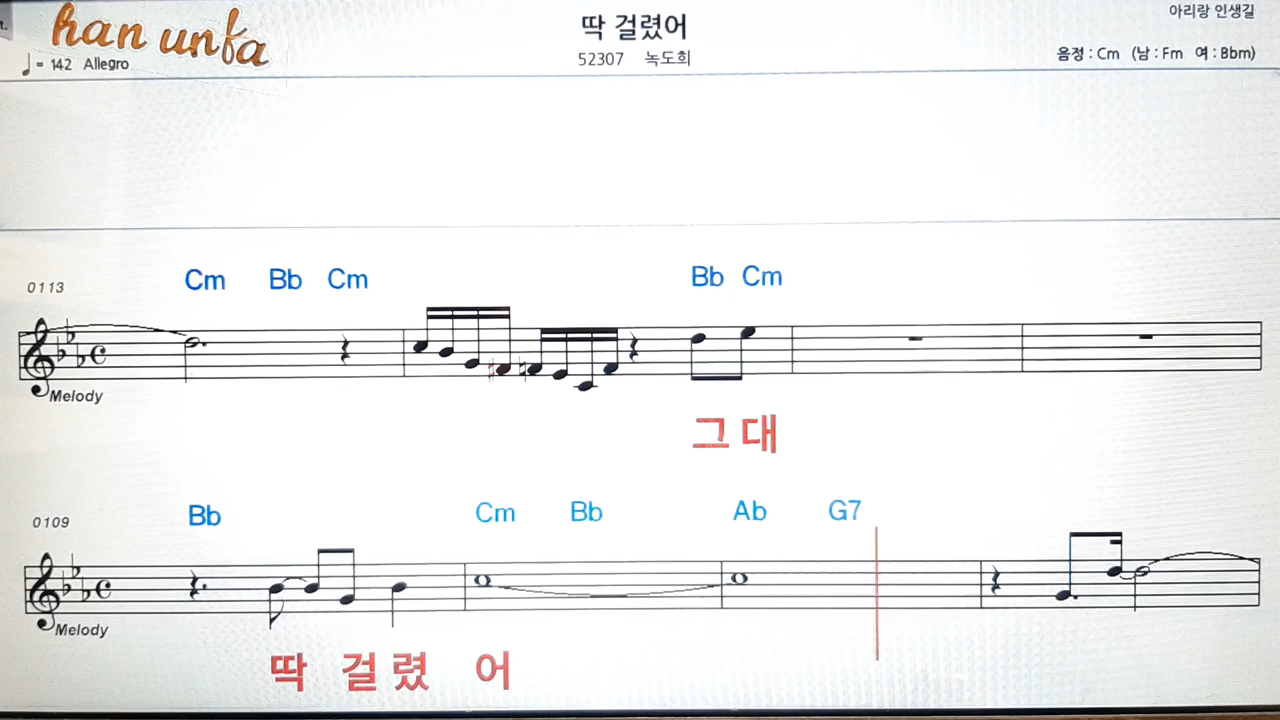 han unfa
딱 걸렸어
아리랑 인생길
♩ = 142 Allegro
52307 녹도희
음정 : Cm (남 : Fm 여 : Bbm)
0113 Cm Bb Cm Bb Cm
Melody
그 대
0109 Bb Cm Bb Ab G7
Melody
딱 걸 렸 어